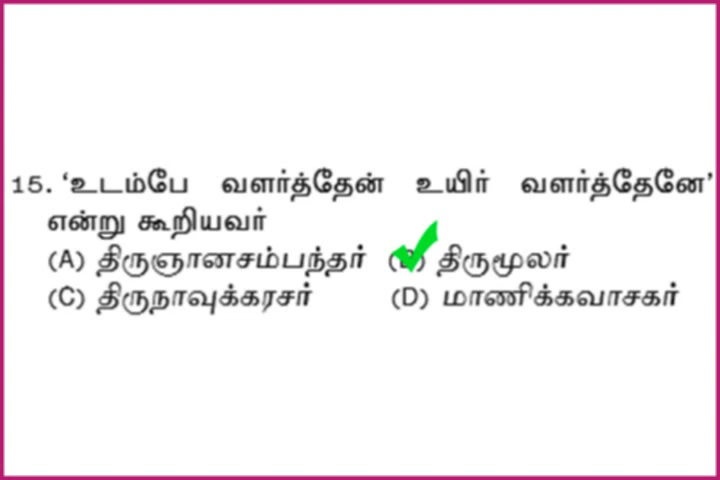 15. ‘உடம்பே வளர்த்தேன் உயிர் வளர்த்தேனே’
என்று கூறியவர்
(A) திருஞானசம்பந்தர் (B) திருமூலர்
(C) திருநாவுக்கரசர் (D) மாணிக்கவாசகர்